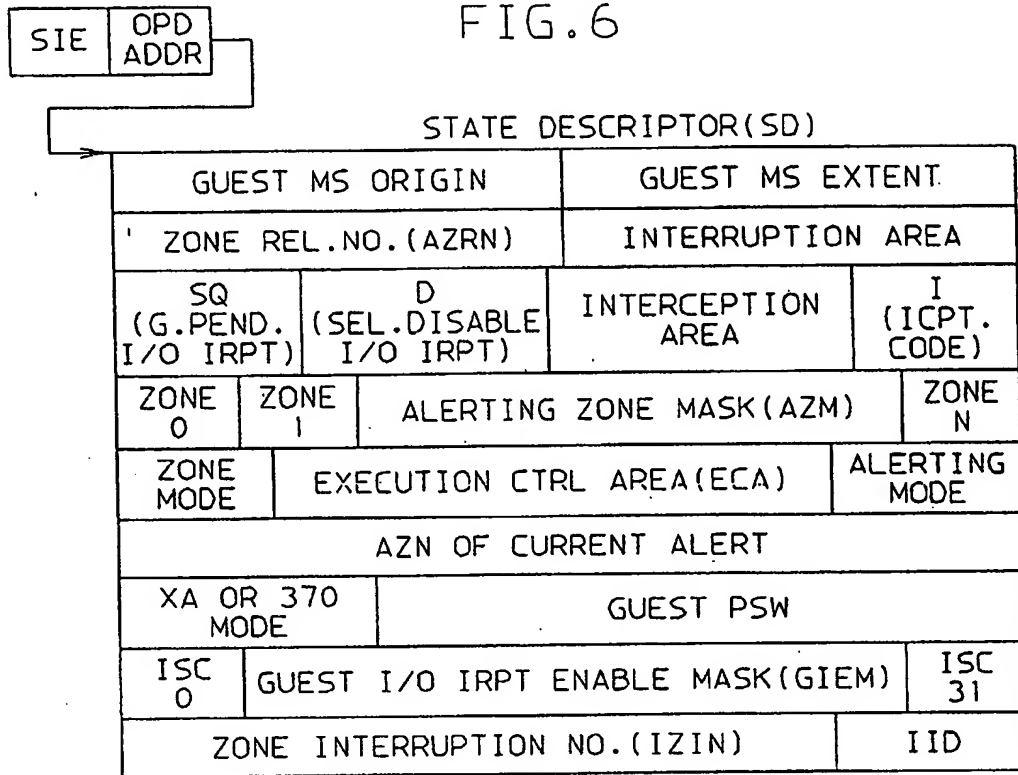 FIG.6
SIE
OPD
ADDR
STATE DESCRIPTOR(SD)
GUEST MS ORIGIN
GUEST MS EXTENT
ZONE REL.NO.(AZRN)
INTERRUPTION AREA
SQ
(G.PEND.
I/O IRPT)
D
(SEL.DISABLE
I/O IRPT)
INTERCEPTION
AREA
I
(ICPT.
CODE)
ZONE
0
ZONE
1
ALERTING ZONE MASK(AZM)
ZONE
N
ZONE
MODE
EXECUTION CTRL AREA(ECA)
ALERTING
MODE
AZN OF CURRENT ALERT
XA OR 370
MODE
GUEST PSW
ISC
0
GUEST I/O IRPT ENABLE MASK(GIEM)
ISC
31
ZONE INTERRUPTION NO.(IZIN)
IID